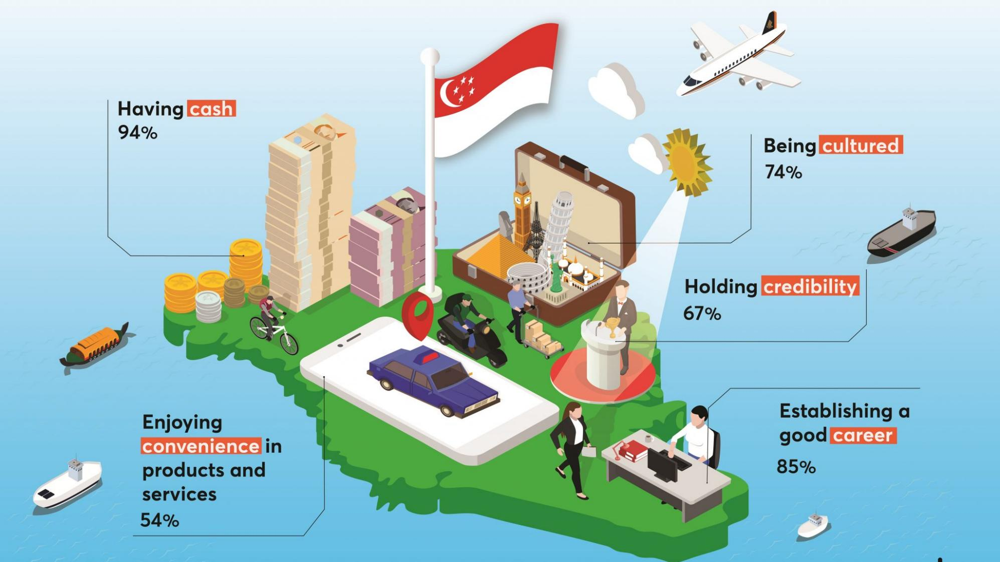 Having cash
94%
Being cultured
74%
Holding credibility
67%
Enjoying
convenience in
products and
services
54%
Establishing a
good career
85%